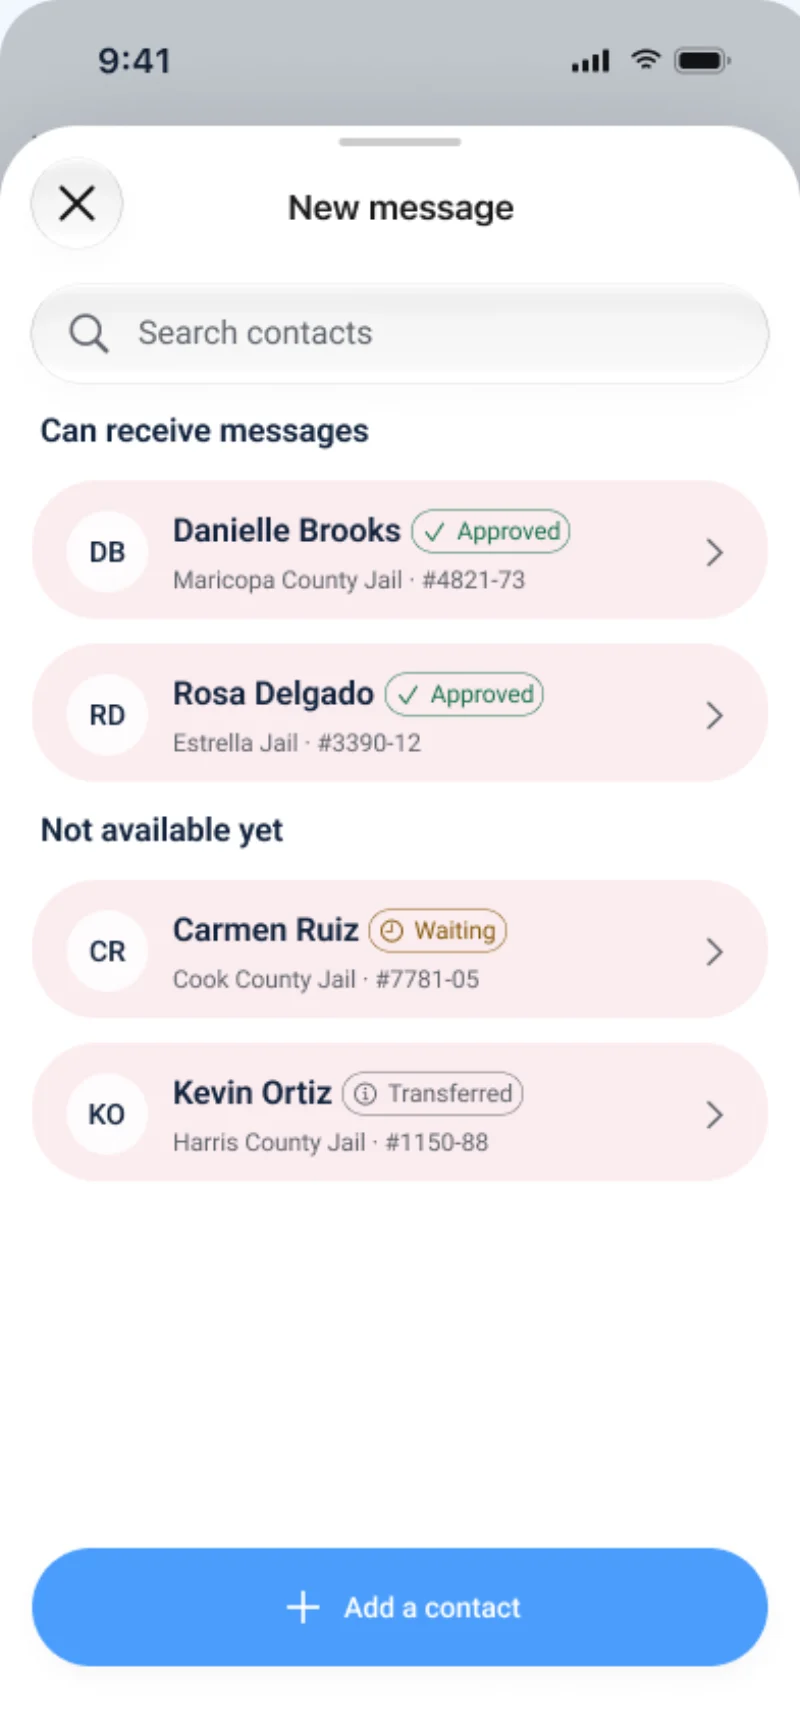 9:41
New message
Search contacts
Can receive messages
DB
Danielle Brooks
Approved
Maricopa County Jail · #4821-73
RD
Rosa Delgado
Approved
Estrella Jail · #3390-12
Not available yet
CR
Carmen Ruiz
Waiting
Cook County Jail · #7781-05
KO
Kevin Ortiz
Transferred
Harris County Jail · #1150-88
Add a contact